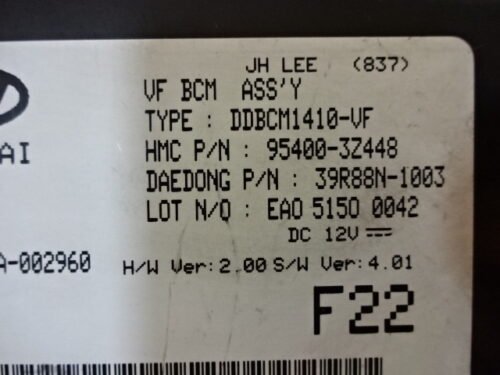 JH LEE (837)
VF BCM ASS'Y
TYPE : DDBCM1410-VF
AI
HMC P/N : 95400-3Z448
DAEDONG P/N : 39R88N-1003
LOT N/O : EAO 5150 0042
DC 12V
A-002960
H/W Ver:2.00 S/W Ver:4.01
F22